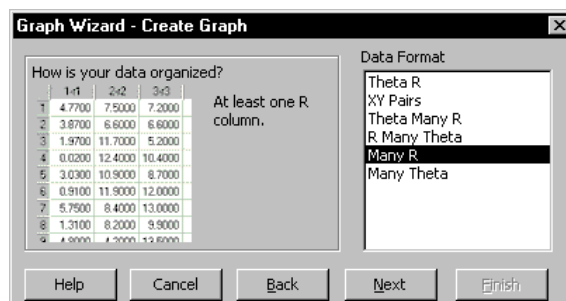 Graph Wizard - Create Graph
How is your data organized?
1-r1 2-r2 3-r3
1 4.7700 7.5000 7.2000
2 3.8700 6.6000 6.6000
3 1.9700 11.7000 5.2000
4 0.0200 12.4000 10.4000
5 3.0300 10.9000 8.7000
6 0.9100 11.9000 12.0000
7 5.7500 8.4000 13.0000
8 1.3100 8.2000 9.9000
At least one R
column.
Data Format
Theta R
XY Pairs
Theta Many R
R Many Theta
Many R
Many Theta
Help Cancel Back Next Finish